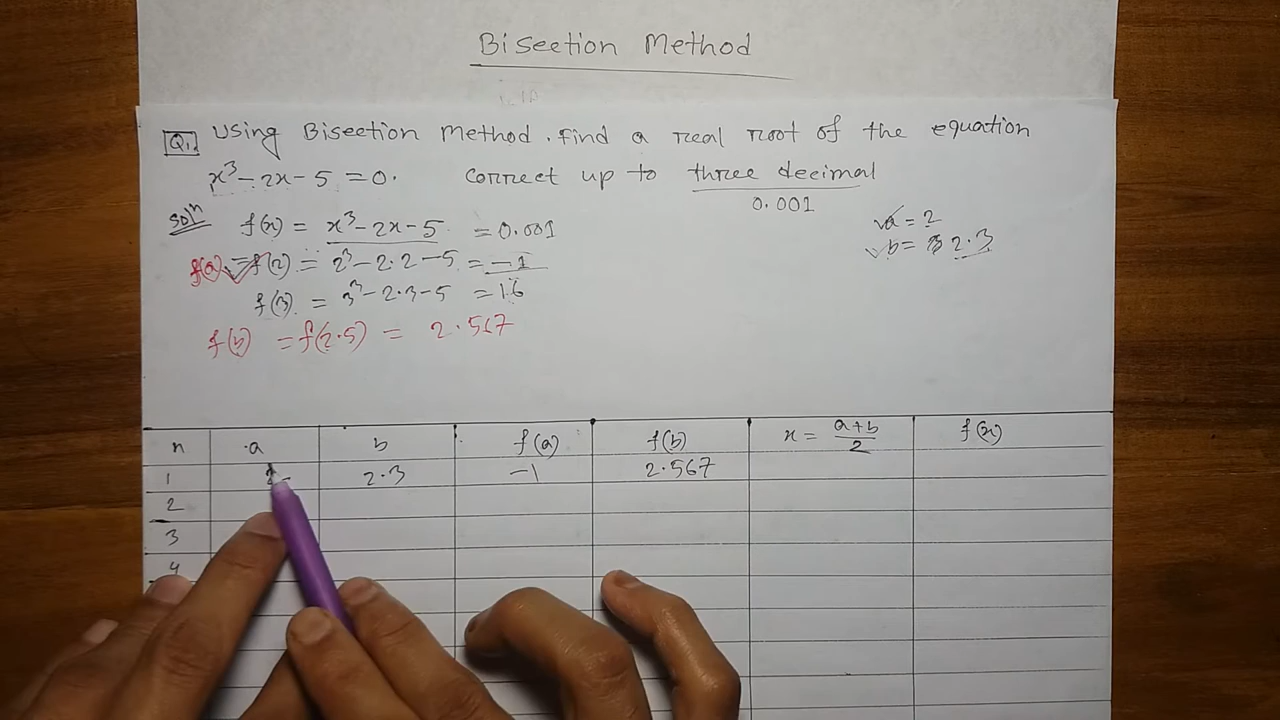 Bisection Method
Q1 Using Bisection Method. Find a real root of the equation
x³ - 2x - 5 = 0. Correct up to three decimal
0.001
Solⁿ f(x) = x³ - 2x - 5 = 0.001
a = 2
b = 2.3
f(a) = f(2) = 2³ - 2.2 - 5 = -1
f(3) = 3³ - 2.3 - 5 = 16
f(b) = f(2.5) = 2.567
n a b f(a) f(b) x = a+b/2 f(x)
1 2.3 -1 2.567
2
3
4